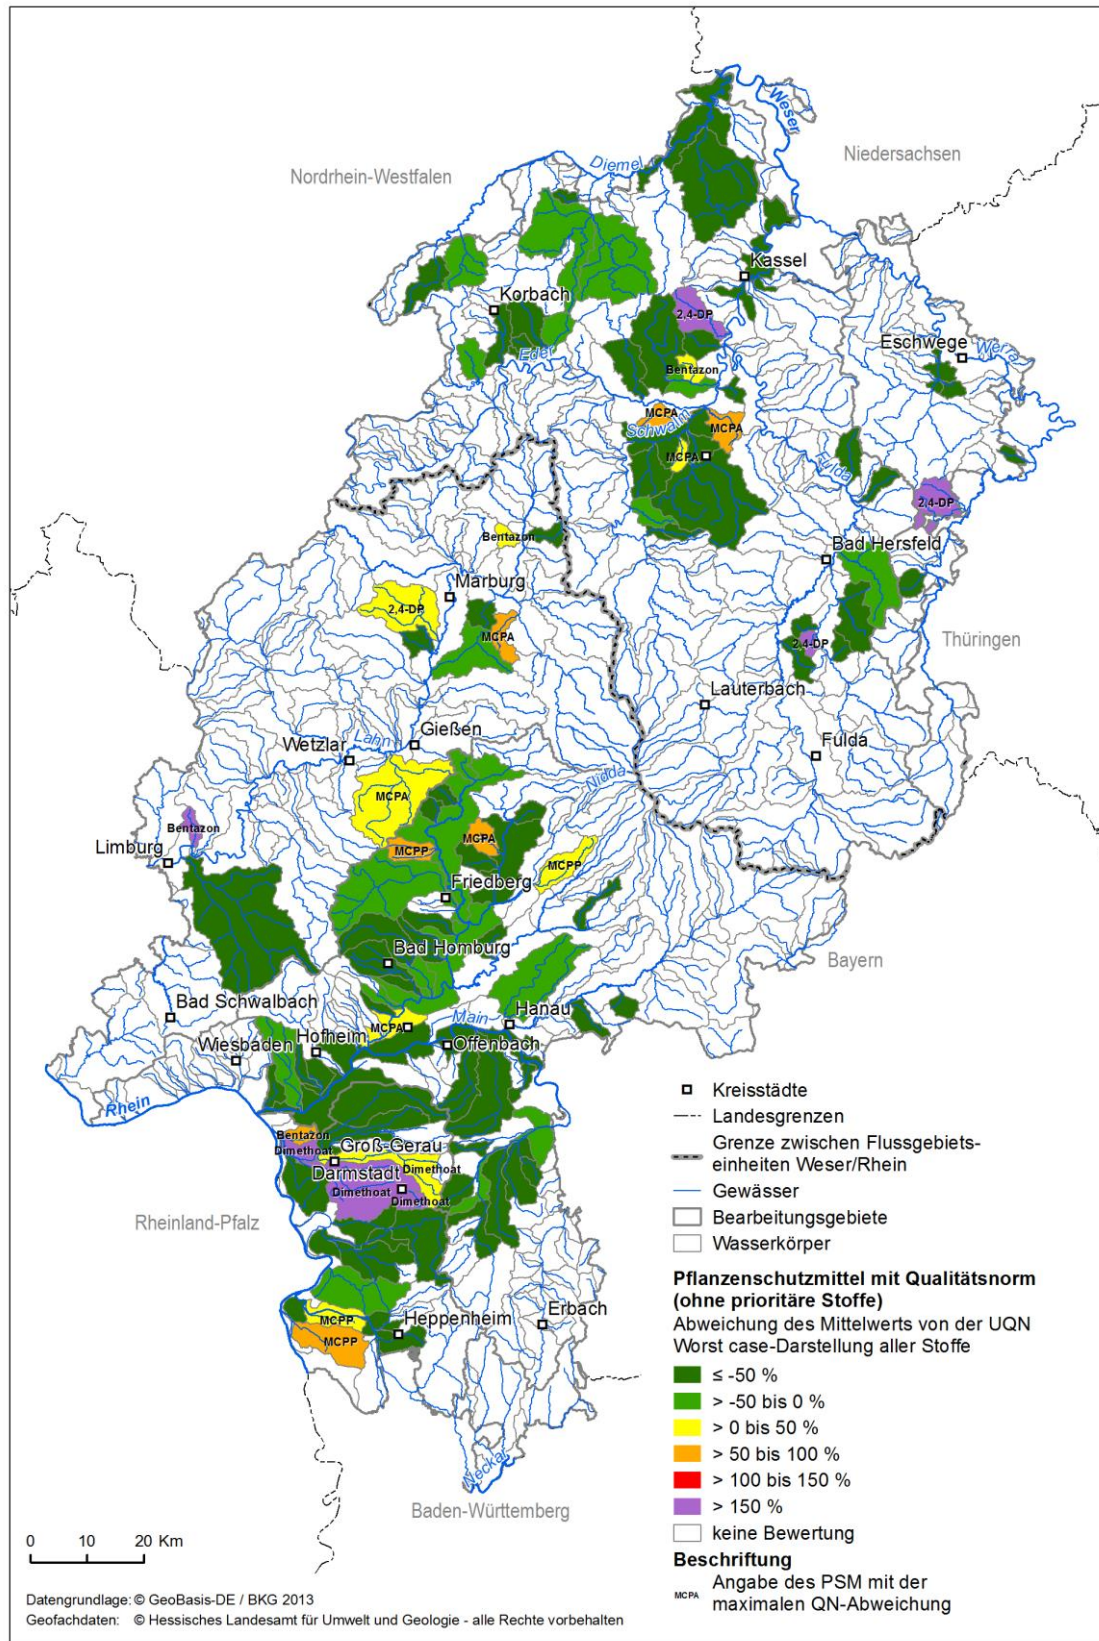 Weser
Niedersachsen
Diemel
Nordrhein-Westfalen
Kassel
Korbach
2,4-DP
Eschwege
Werra
Eder
Bentazon
MCPA
Schwalm
MCPA
MCPA
Fulda
2,4-DP
Bentazon
Bad Hersfeld
Marburg
2,4-DP
MCPA
2,4-DP
Thüringen
Lauterbach
Gießen
Wetzlar
Lahn
Fulda
Nidda
MCPA
Bentazon
Limburg
MCPP
MCPA
MCPP
Friedberg
Bad Homburg
Bayern
Bad Schwalbach
MCPA
Main
Hanau
Hofheim
Wiesbaden
Offenbach
Rhein
Bentazon
Dimethoat
Groß-Gerau
Darmstadt
Dimethoat
Dimethoat
Dimethoat
Rheinland-Pfalz
MCPP
MCPP
Heppenheim
Erbach
Neckar
Baden-Württemberg
Kreisstädte
Landesgrenzen
Grenze zwischen Flussgebiets-
einheiten Weser/Rhein
Gewässer
Bearbeitungsgebiete
Wasserkörper
Pflanzenschutzmittel mit Qualitätsnorm
(ohne prioritäre Stoffe)
Abweichung des Mittelwerts von der UQN
Worst case-Darstellung aller Stoffe
≤ -50 %
> -50 bis 0 %
> 0 bis 50 %
> 50 bis 100 %
> 100 bis 150 %
> 150 %
keine Bewertung
Beschriftung
MCPA Angabe des PSM mit der
maximalen QN-Abweichung
0 10 20 Km
Datengrundlage: © GeoBasis-DE / BKG 2013
Geofachdaten: © Hessisches Landesamt für Umwelt und Geologie - alle Rechte vorbehalten